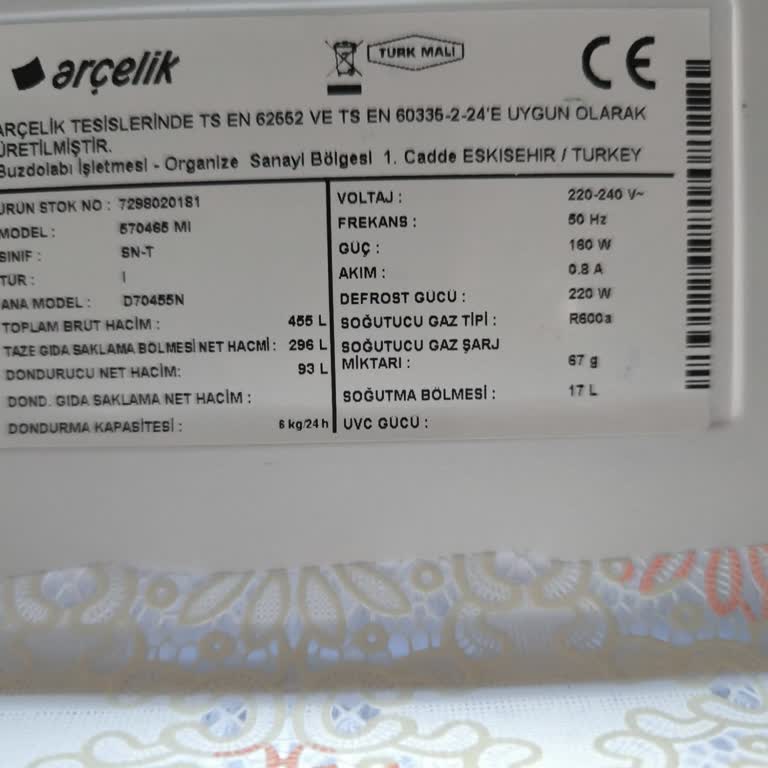 arçelik
TÜRK MALI
CE
ARÇELİK TESİSLERİNDE TS EN 62552 VE TS EN 60335-2-24'E UYGUN OLARAK
ÜRETİLMİŞTİR.
Buzdolabı İşletmesi - Organize Sanayi Bölgesi 1. Cadde ESKISEHIR / TURKEY
ÜRÜN STOK NO : 7298020181
MODEL : 570465 MI
SINIF : SN-T
TÜR : I
ANA MODEL : D70455N
TOPLAM BRUT HACİM : 455 L
TAZE GIDA SAKLAMA BÖLMESİ NET HACMİ : 296 L
DONDURUCU NET HACİM: 93 L
DOND. GIDA SAKLAMA NET HACİM :
DONDURMA KAPASİTESİ : 6 kg/24 h
VOLTAJ : 220-240 V~
FREKANS : 50 Hz
GÜÇ : 160 W
AKIM : 0.8 A
DEFROST GÜCÜ : 220 W
SOĞUTUCU GAZ TİPİ : R600a
SOĞUTUCU GAZ ŞARJ
MİKTARI : 67 g
SOĞUTMA BÖLMESİ : 17 L
UVC GÜCÜ :